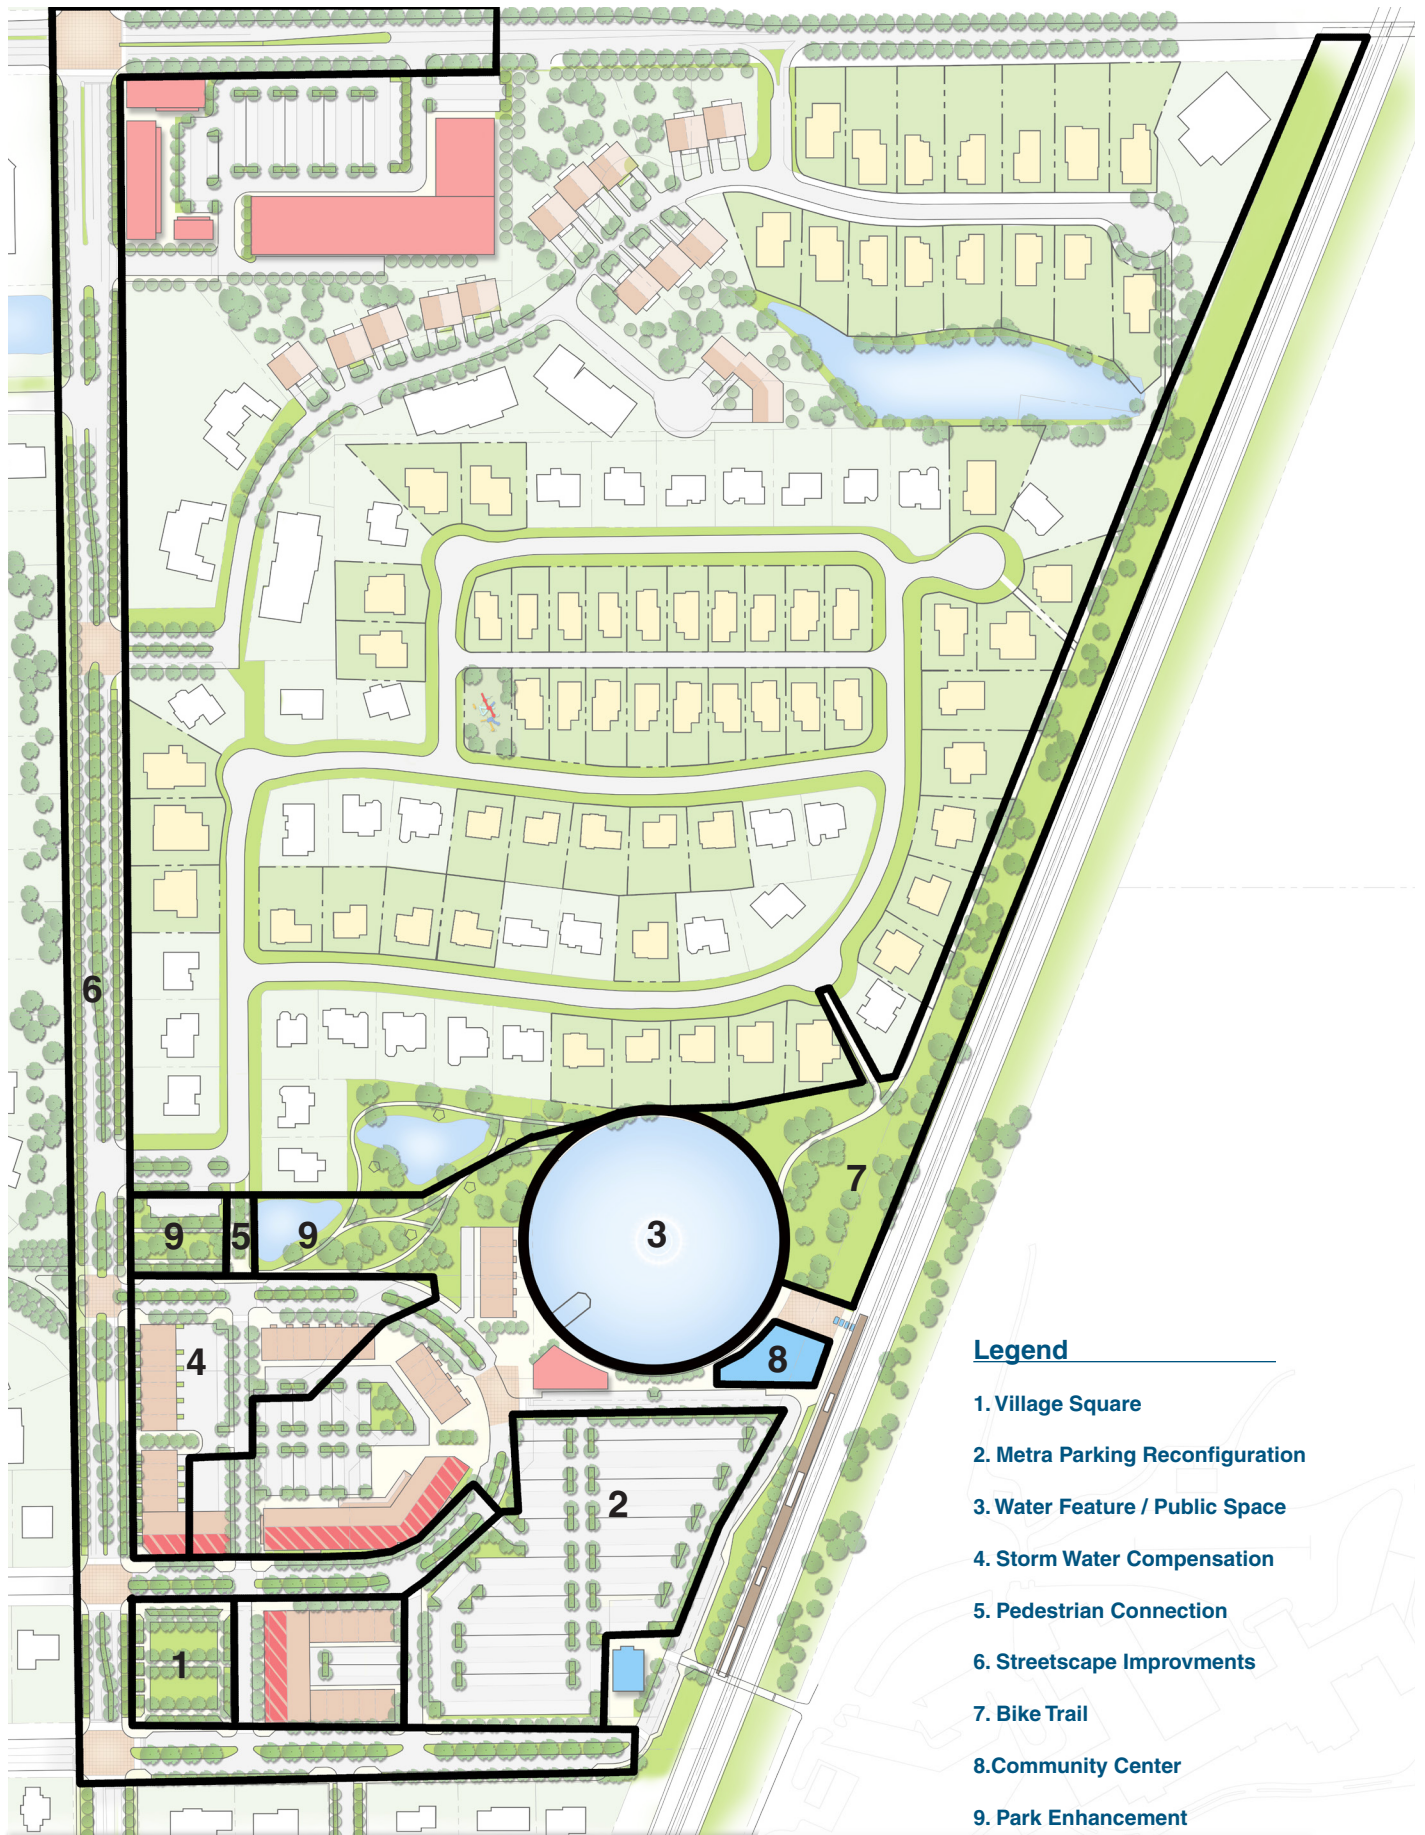 6
7
3
9
5
9
4
8
2
1
Legend
1. Village Square
2. Metra Parking Reconfiguration
3. Water Feature / Public Space
4. Storm Water Compensation
5. Pedestrian Connection
6. Streetscape Improvments
7. Bike Trail
8.Community Center
9. Park Enhancement